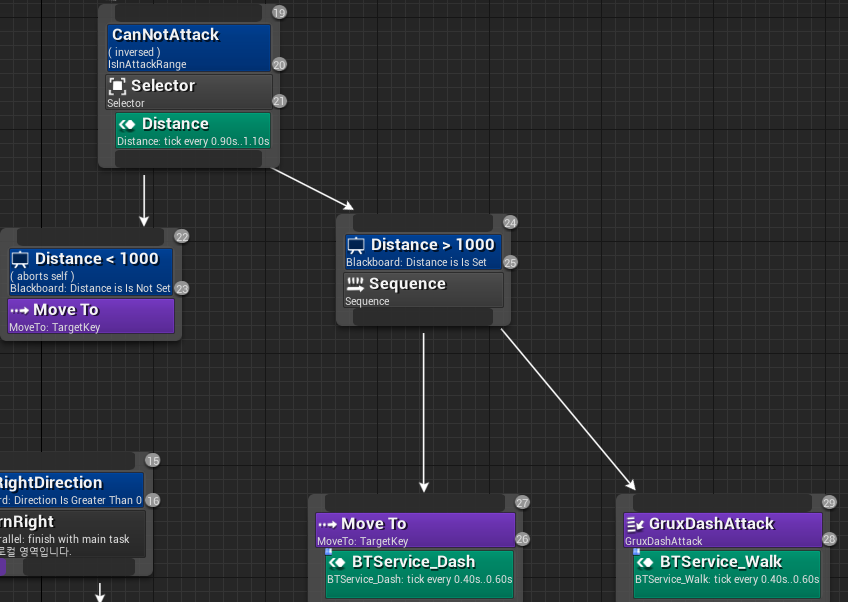 19
CanNotAttack
( inversed )
IsInAttackRange
20
Selector
Selector
21
Distance
Distance: tick every 0.90s..1.10s
22
Distance < 1000
( aborts self )
Blackboard: Distance is Is Not Set
23
Move To
MoveTo: TargetKey
24
Distance > 1000
Blackboard: Distance is Is Set
25
Sequence
Sequence
15
RightDirection
rd: Direction Is Greater Than 0
16
rnRight
rallel: finish with main task
로컬 영역입니다.
27
Move To
MoveTo: TargetKey
26
BTService_Dash
BTService_Dash: tick every 0.40s..0.60s
29
GruxDashAttack
GruxDashAttack
28
BTService_Walk
BTService_Walk: tick every 0.40s..0.60s